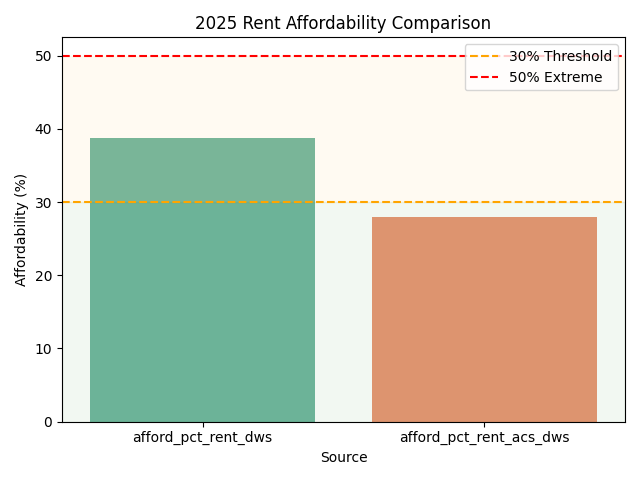 2025 Rent Affordability Comparison
30% Threshold
50% Extreme
Affordability (%)
50
40
30
20
10
0
afford_pct_rent_dws
afford_pct_rent_acs_dws
Source